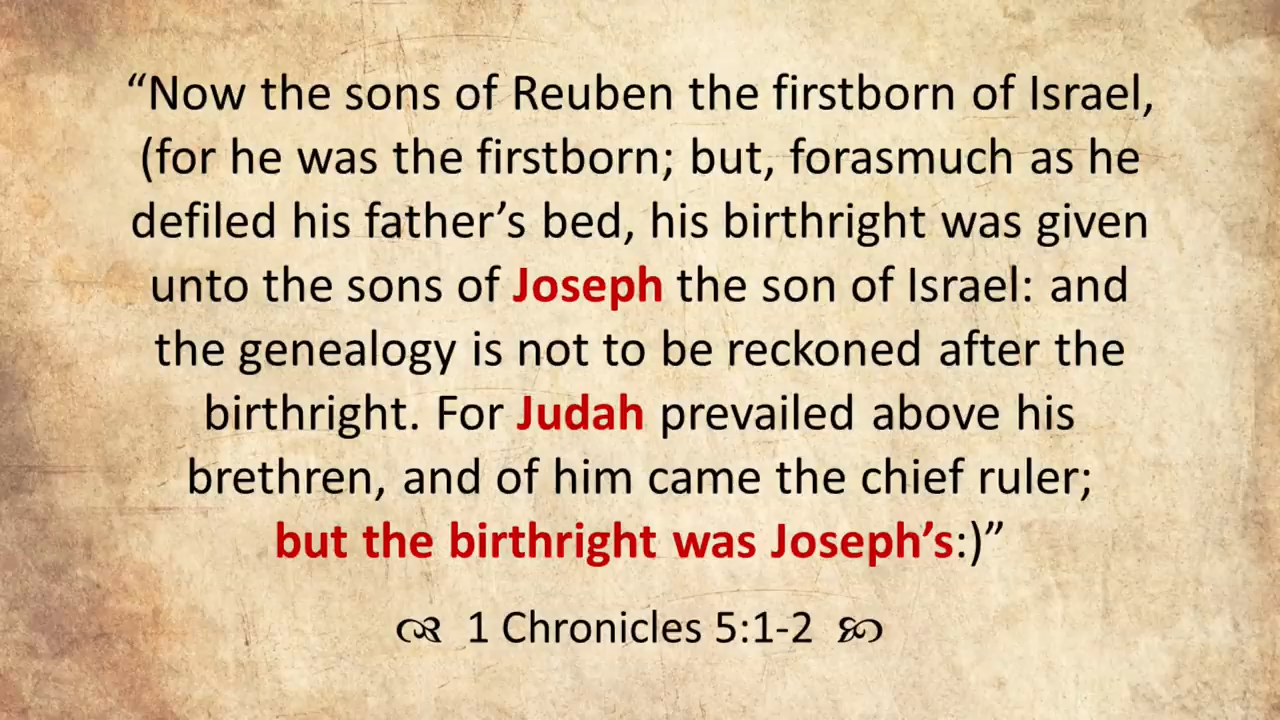 “Now the sons of Reuben the firstborn of Israel,
(for he was the firstborn; but, forasmuch as he
defiled his father’s bed, his birthright was given
unto the sons of Joseph the son of Israel: and
the genealogy is not to be reckoned after the
birthright. For Judah prevailed above his
brethren, and of him came the chief ruler;
but the birthright was Joseph’s:)”
1 Chronicles 5:1-2